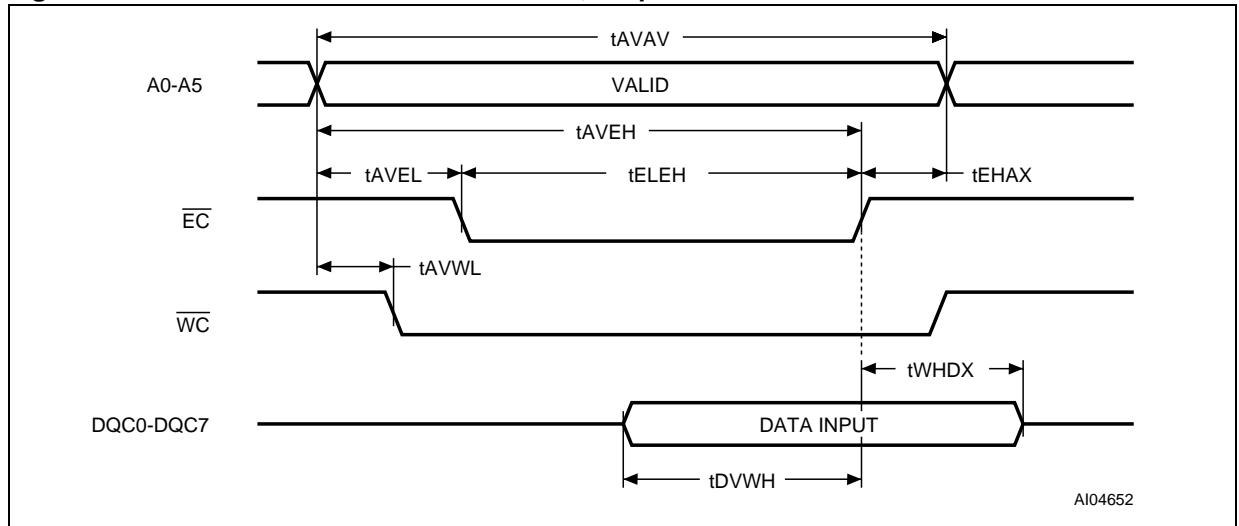 tAVAV
A0-A5
VALID
tAVEH
tAVEL
tELEH
tEHAX
EC
tAVWL
WC
tWHDX
DQC0-DQC7
DATA INPUT
tDVWH
AI04652